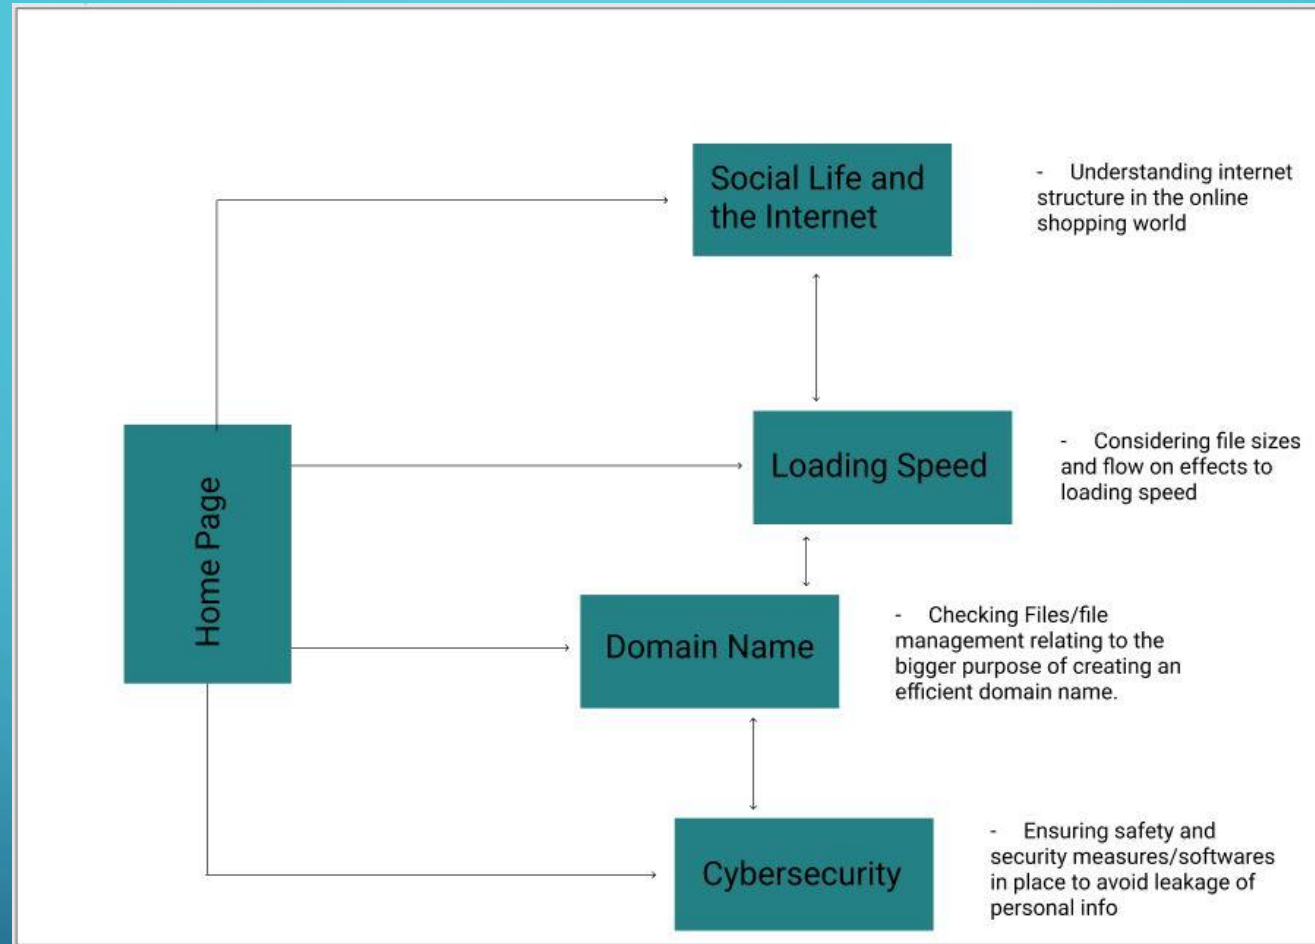 Social Life and
the Internet
- Understanding internet
structure in the online
shopping world
Home Page
Loading Speed
- Considering file sizes
and flow on effects to
loading speed
Domain Name
- Checking Files/file
management relating to the
bigger purpose of creating an
efficient domain name.
Cybersecurity
- Ensuring safety and
security measures/softwares
in place to avoid leakage of
personal info